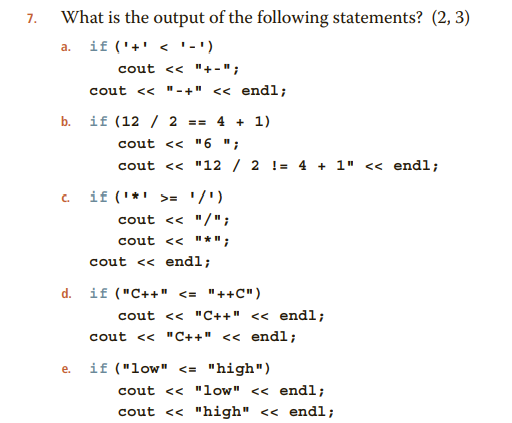 7. What is the output of the following statements? (2, 3)
a. if ('+' < '-')
cout << "+-";
cout << "-+" << endl;
b. if (12 / 2 == 4 + 1)
cout << "6 ";
cout << "12 / 2 != 4 + 1" << endl;
c. if ('*' >= '/')
cout << "/";
cout << "*";
cout << endl;
d. if ("C++" <= "++C")
cout << "C++" << endl;
cout << "C++" << endl;
e. if ("low" <= "high")
cout << "low" << endl;
cout << "high" << endl;